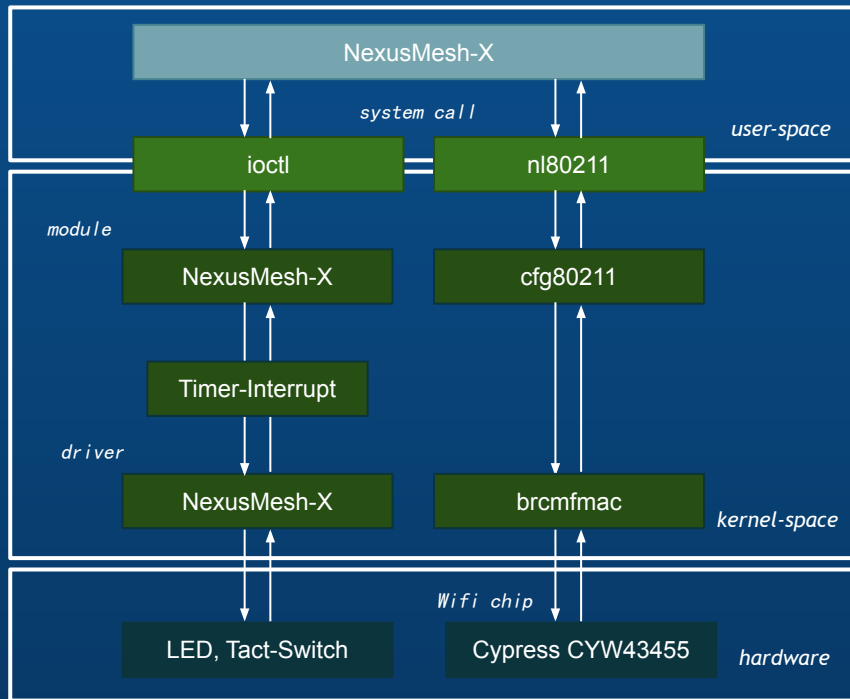 NexusMesh-X
system call
user-space
ioctl
nl80211
module
NexusMesh-X
cfg80211
Timer-Interrupt
driver
NexusMesh-X
brcmfmac
kernel-space
Wifi chip
LED, Tact-Switch
Cypress CYW43455
hardware